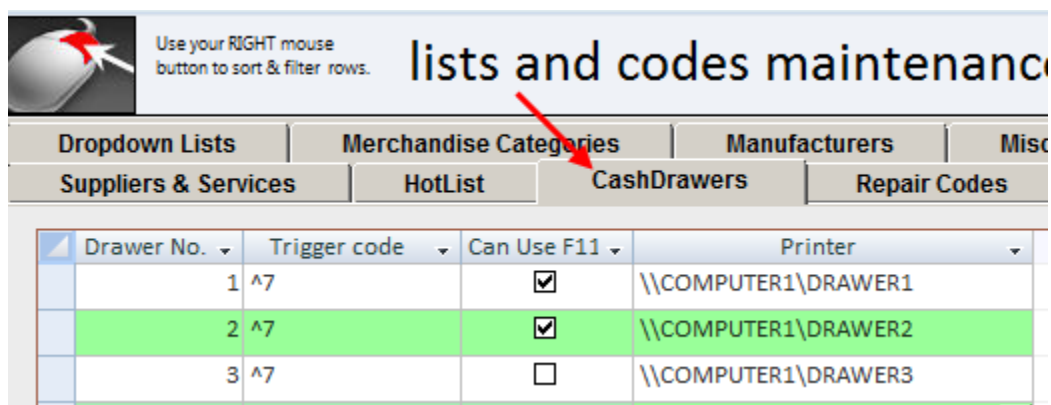 Use your RIGHT mouse
button to sort & filter rows.
lists and codes maintenance
Dropdown Lists Merchandise Categories Manufacturers Misc
Suppliers & Services HotList CashDrawers Repair Codes
Drawer No. Trigger code Can Use F11 Printer
1 ^7 \\COMPUTER1\DRAWER1
2 ^7 \\COMPUTER1\DRAWER2
3 ^7 \\COMPUTER1\DRAWER3